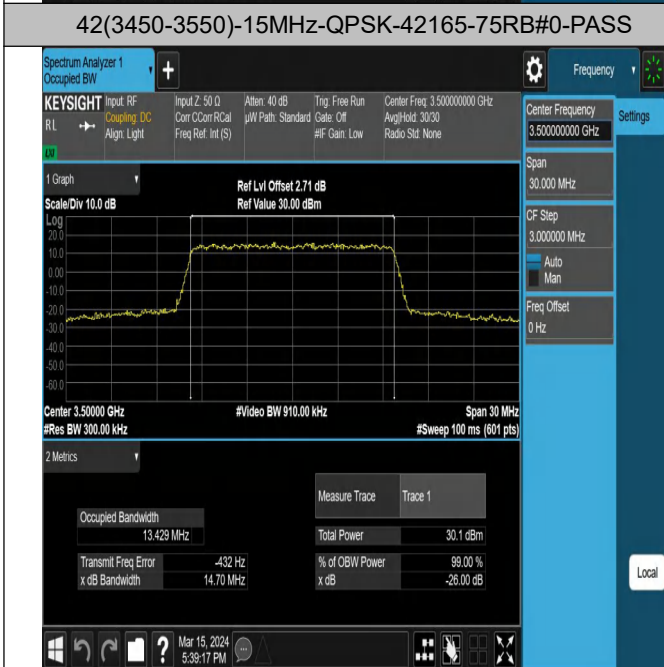 42(3450-3550)-15MHz-QPSK-42165-75RB#0-PASS
Spectrum Analyzer 1
Occupied BW
+
Frequency
KEYSIGHT
RL
Input: RF
Coupling: DC
Align: Light
Input Z: 50 Ω
Corr CCorr RCal
Freq Ref: Int (S)
Atten: 40 dB
µW Path: Standard
Trig: Free Run
Gate: Off
#IF Gain: Low
Center Freq: 3.500000000 GHz
Avg|Hold: 30/30
Radio Std: None
Center Frequency
3.500000000 GHz
Settings
Span
30.000 MHz
CF Step
3.000000 MHz
Auto
Man
Freq Offset
0 Hz
1 Graph
Scale/Div 10.0 dB
Ref Lvl Offset 2.71 dB
Ref Value 30.00 dBm
Log
20.0
10.0
0.00
-10.0
-20.0
-30.0
-40.0
-50.0
-60.0
Center 3.50000 GHz
#Res BW 300.00 kHz
#Video BW 910.00 kHz
Span 30 MHz
#Sweep 100 ms (601 pts)
2 Metrics
Measure Trace Trace 1
Occupied Bandwidth
13.429 MHz
Total Power 30.1 dBm
Transmit Freq Error -432 Hz
% of OBW Power 99.00 %
x dB Bandwidth 14.70 MHz
x dB -26.00 dB
Local
?
Mar 15, 2024
5:39:17 PM